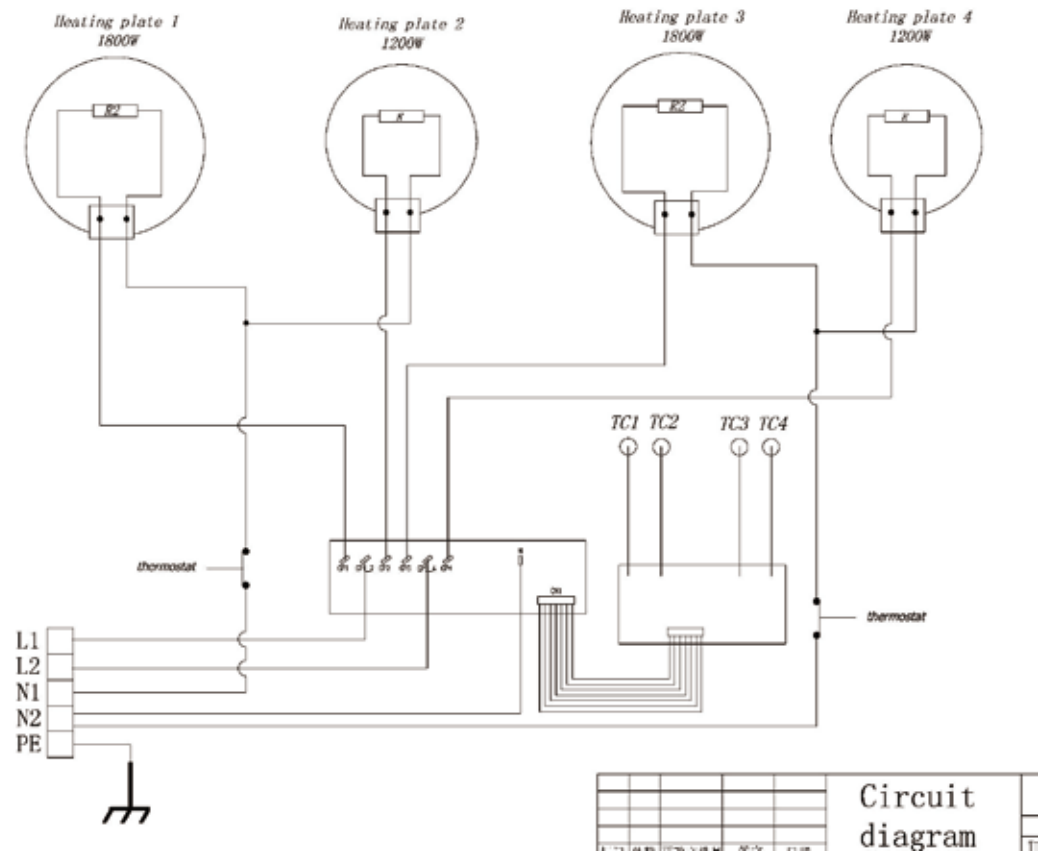 Heating plate 1
1800W
Heating plate 2
1200W
Heating plate 3
1800W
Heating plate 4
1200W
R2
K
R2
K
TC1 TC2 TC3 TC4
thormostat
thermostat
L1
L2
N1
N2
PE
Circuit
diagram